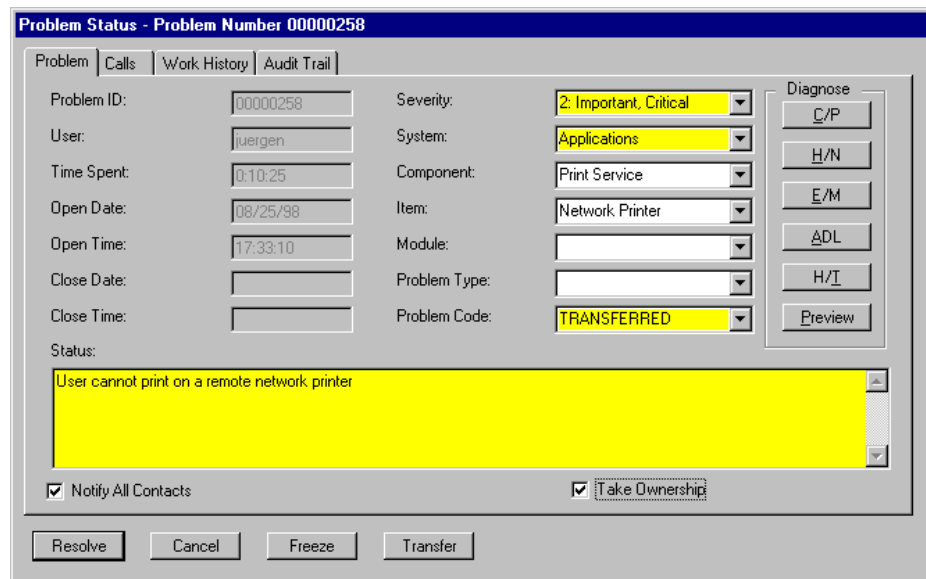 Problem Status - Problem Number 00000258
Problem Calls Work History Audit Trail
Problem ID: 00000258 Severity: 2: Important, Critical Diagnose
C/P
User: juergen System: Applications
H/N
Time Spent: 0:10:25 Component: Print Service
E/M
Open Date: 08/25/98 Item: Network Printer
ADL
Open Time: 17:33:10 Module:
H/T
Close Date: Problem Type:
Close Time: Problem Code: TRANSFERRED Preview
Status:
User cannot print on a remote network printer
Notify All Contacts Take Ownership
Resolve Cancel Freeze Transfer